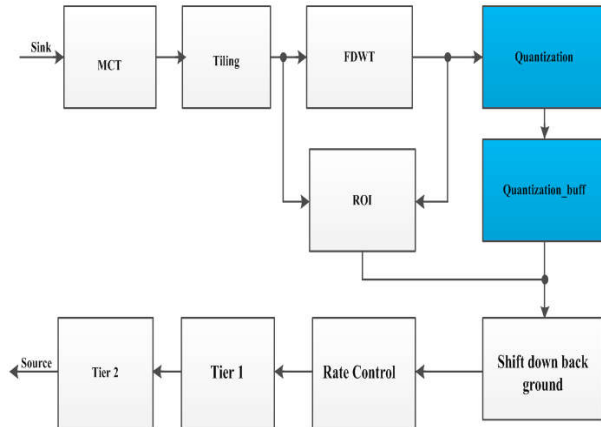 Sink
MCT
Tiling
FDWT
Quantization
ROI
Quantization_buff
Source
Tier 2
Tier 1
Rate Control
Shift down back
ground